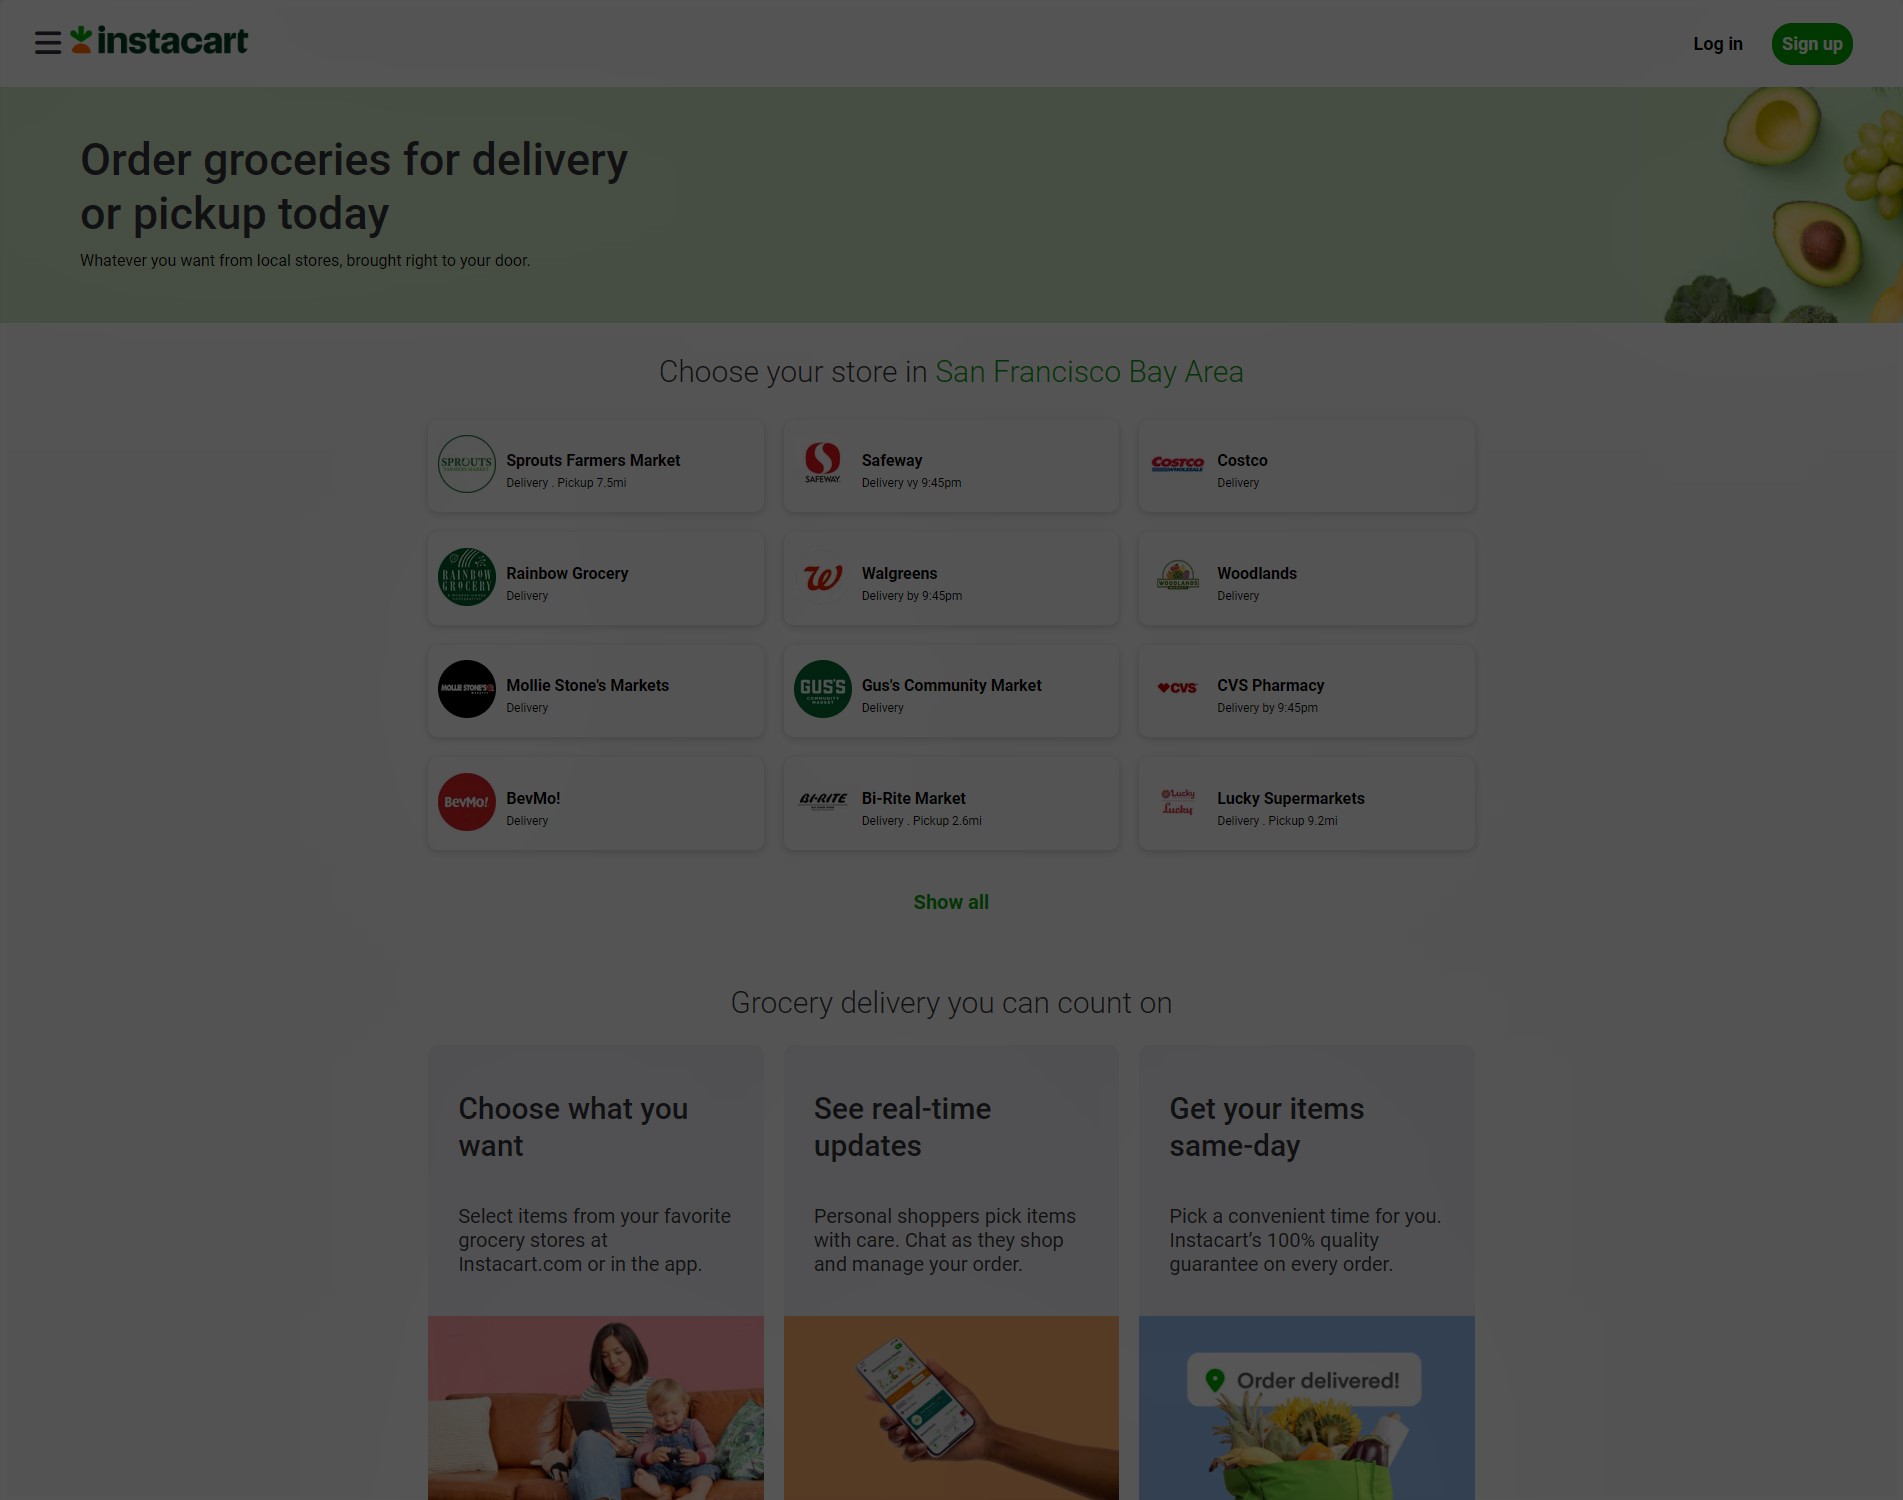 instacart
Log in
Sign up
Order groceries for delivery
or pickup today
Whatever you want from local stores, brought right to your door.
Choose your store in San Francisco Bay Area
SPROUTS
FARMERS MARKET
Sprouts Farmers Market
Delivery . Pickup 7.5mi
SAFEWAY
Safeway
Delivery vy 9:45pm
COSTCO
WHOLESALE
Costco
Delivery
RAINBOW
GROCERY
Rainbow Grocery
Delivery
W
Walgreens
Delivery by 9:45pm
WOODLANDS
Woodlands
Delivery
MOLLIE STONE'S
MARKETS
Mollie Stone's Markets
Delivery
GUS'S
COMMUNITY
MARKET
Gus's Community Market
Delivery
CVS
CVS Pharmacy
Delivery by 9:45pm
BevMo!
BevMo!
Delivery
BI-RITE
Bi-Rite Market
Delivery . Pickup 2.6mi
Lucky
Lucky
Lucky Supermarkets
Delivery . Pickup 9.2mi
Show all
Grocery delivery you can count on
Choose what you
want
Select items from your favorite
grocery stores at
Instacart.com or in the app.
See real-time
updates
Personal shoppers pick items
with care. Chat as they shop
and manage your order.
Get your items
same-day
Pick a convenient time for you.
Instacart’s 100% quality
guarantee on every order.
Order delivered!